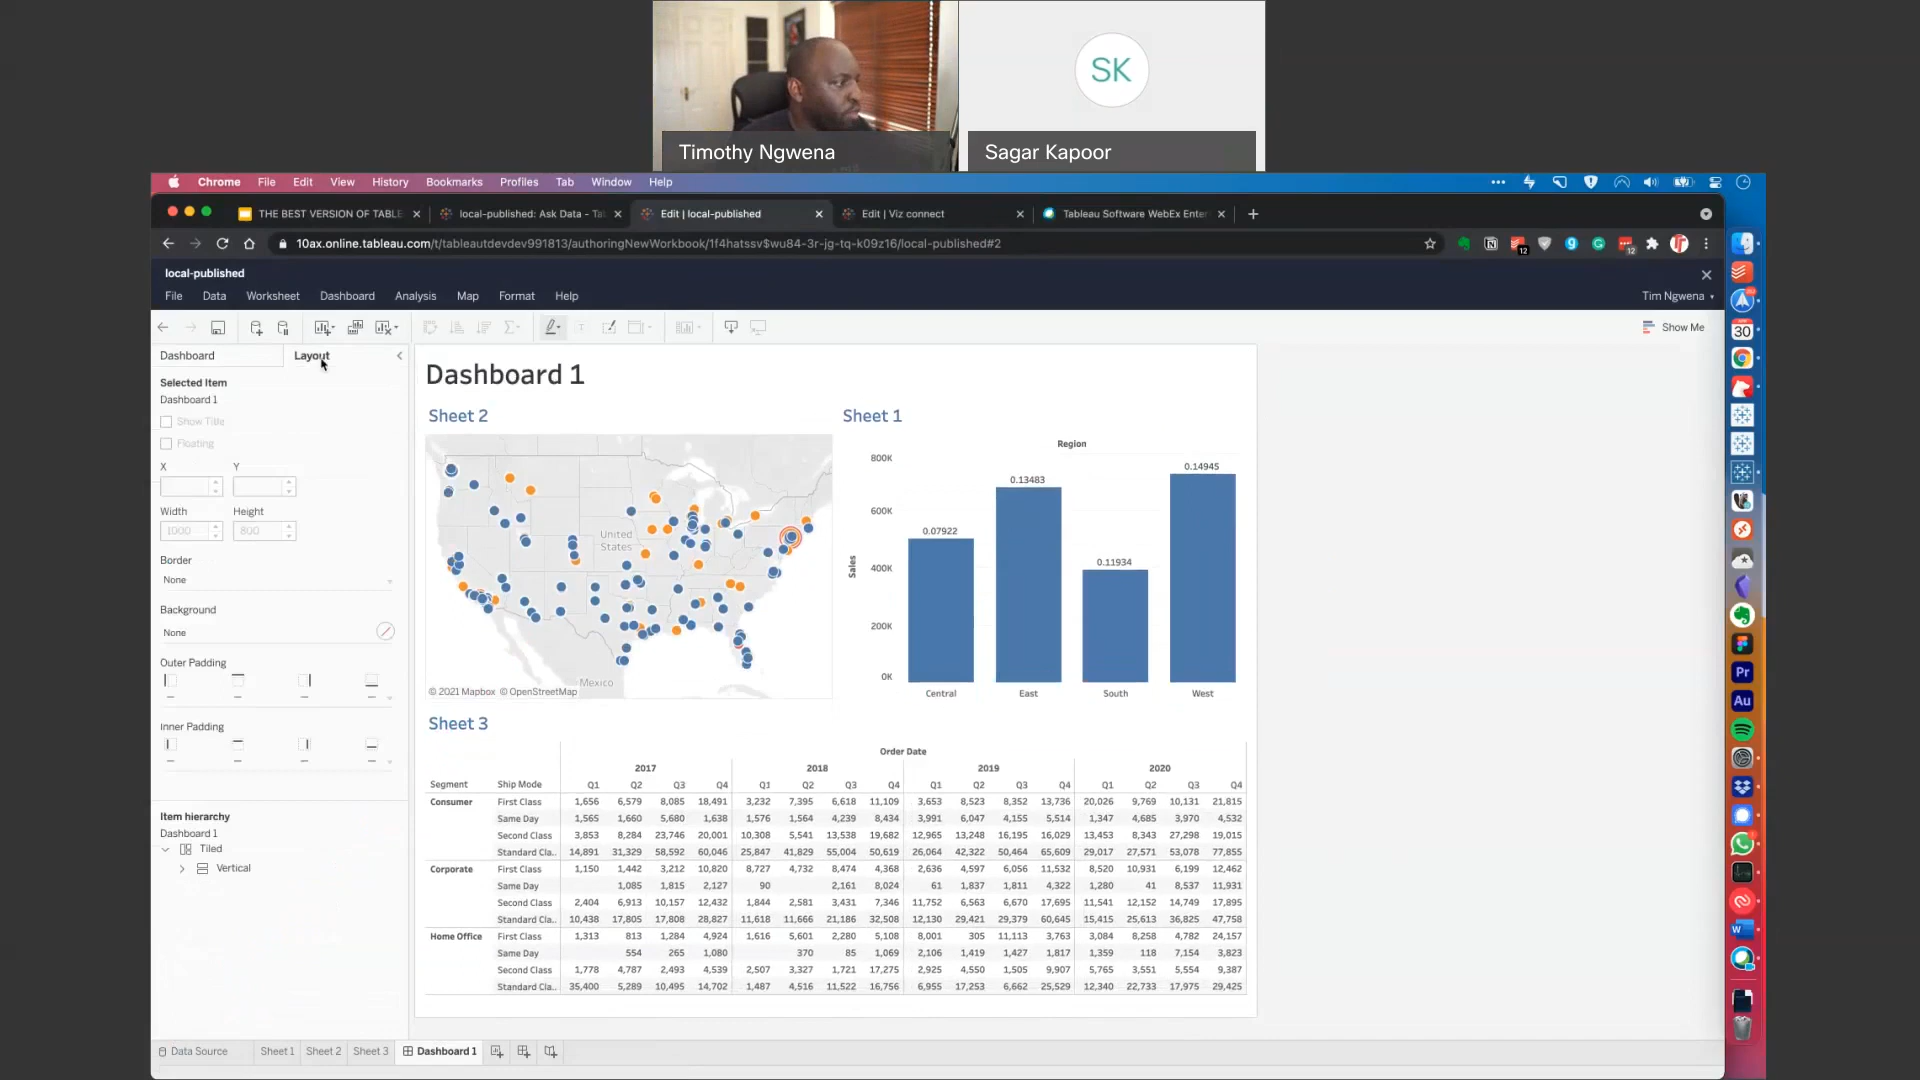 SK
Timothy Ngwena
Sagar Kapoor
Chrome File Edit View History Bookmarks Profiles Tab Window Help
THE BEST VERSION OF TABLE
local-published: Ask Data - Ta
Edit | local-published
Edit | Viz connect
Tableau Software WebEx Enter
10ax.online.tableau.com/t/tableautdevdev991813/authoringNewWorkbook/1f4hatssv$wu84-3r-jg-tq-k09z16/local-published#2
12
12
local-published
File Data Worksheet Dashboard Analysis Map Format Help
Tim Ngwena
Show Me
Dashboard Layout
Selected Item
Dashboard 1
Show Title
Floating
X Y
Width Height
1000 800
Border
None
Background
None
Outer Padding
Inner Padding
Item hierarchy
Dashboard 1
Tiled
Vertical
Dashboard 1
Sheet 2
United
States
Mexico
© 2021 Mapbox © OpenStreetMap
Sheet 1
Region
800K
600K
400K
200K
0K
Sales
0.07922
0.13483
0.11934
0.14945
Central East South West
Sheet 3
Order Date
2017 2018 2019 2020
Segment Ship Mode Q1 Q2 Q3 Q4 Q1 Q2 Q3 Q4 Q1 Q2 Q3 Q4 Q1 Q2 Q3 Q4
Consumer First Class 1,656 6,579 8,085 18,491 3,232 7,395 6,618 11,109 3,653 8,523 8,352 13,736 20,026 9,769 10,131 21,815
Same Day 1,565 1,660 5,680 1,638 1,576 1,564 4,239 8,434 3,991 6,047 4,155 5,514 1,347 4,685 3,970 4,532
Second Class 3,853 8,284 23,746 20,001 10,308 5,541 13,538 19,682 12,965 13,248 16,195 16,029 13,453 8,343 27,298 19,015
Standard Cla.. 14,891 31,329 58,592 60,046 25,847 41,829 55,004 50,619 26,064 42,322 50,464 65,609 29,017 27,571 53,078 77,855
Corporate First Class 1,150 1,442 3,212 10,820 8,727 4,732 8,474 4,368 2,636 4,597 6,056 11,532 8,520 10,931 6,199 12,462
Same Day 1,085 1,815 2,127 90 2,161 8,024 61 1,837 1,811 4,322 1,280 41 8,537 11,931
Second Class 2,404 6,913 10,157 12,432 1,844 2,581 3,431 7,346 11,752 6,563 6,670 17,695 11,541 12,152 14,749 17,895
Standard Cla.. 10,438 17,805 17,808 28,827 11,618 11,666 21,186 32,508 12,130 29,421 29,379 60,645 15,415 25,613 36,825 47,758
Home Office First Class 1,313 813 1,284 4,924 1,616 5,601 2,280 5,108 8,001 305 11,113 3,763 3,084 8,258 4,782 24,157
Same Day 554 265 1,080 370 85 1,069 2,106 1,419 1,427 1,817 1,359 118 7,154 3,823
Second Class 1,778 4,787 2,493 4,539 2,507 3,327 1,721 17,275 2,925 4,550 1,505 9,907 5,765 3,551 5,554 9,387
Standard Cla.. 35,400 5,289 10,495 14,702 1,487 4,516 11,522 16,756 6,955 17,253 6,662 25,529 12,340 22,733 17,975 29,425
Data Source Sheet 1 Sheet 2 Sheet 3 Dashboard 1
NOV
30
Pr
Au